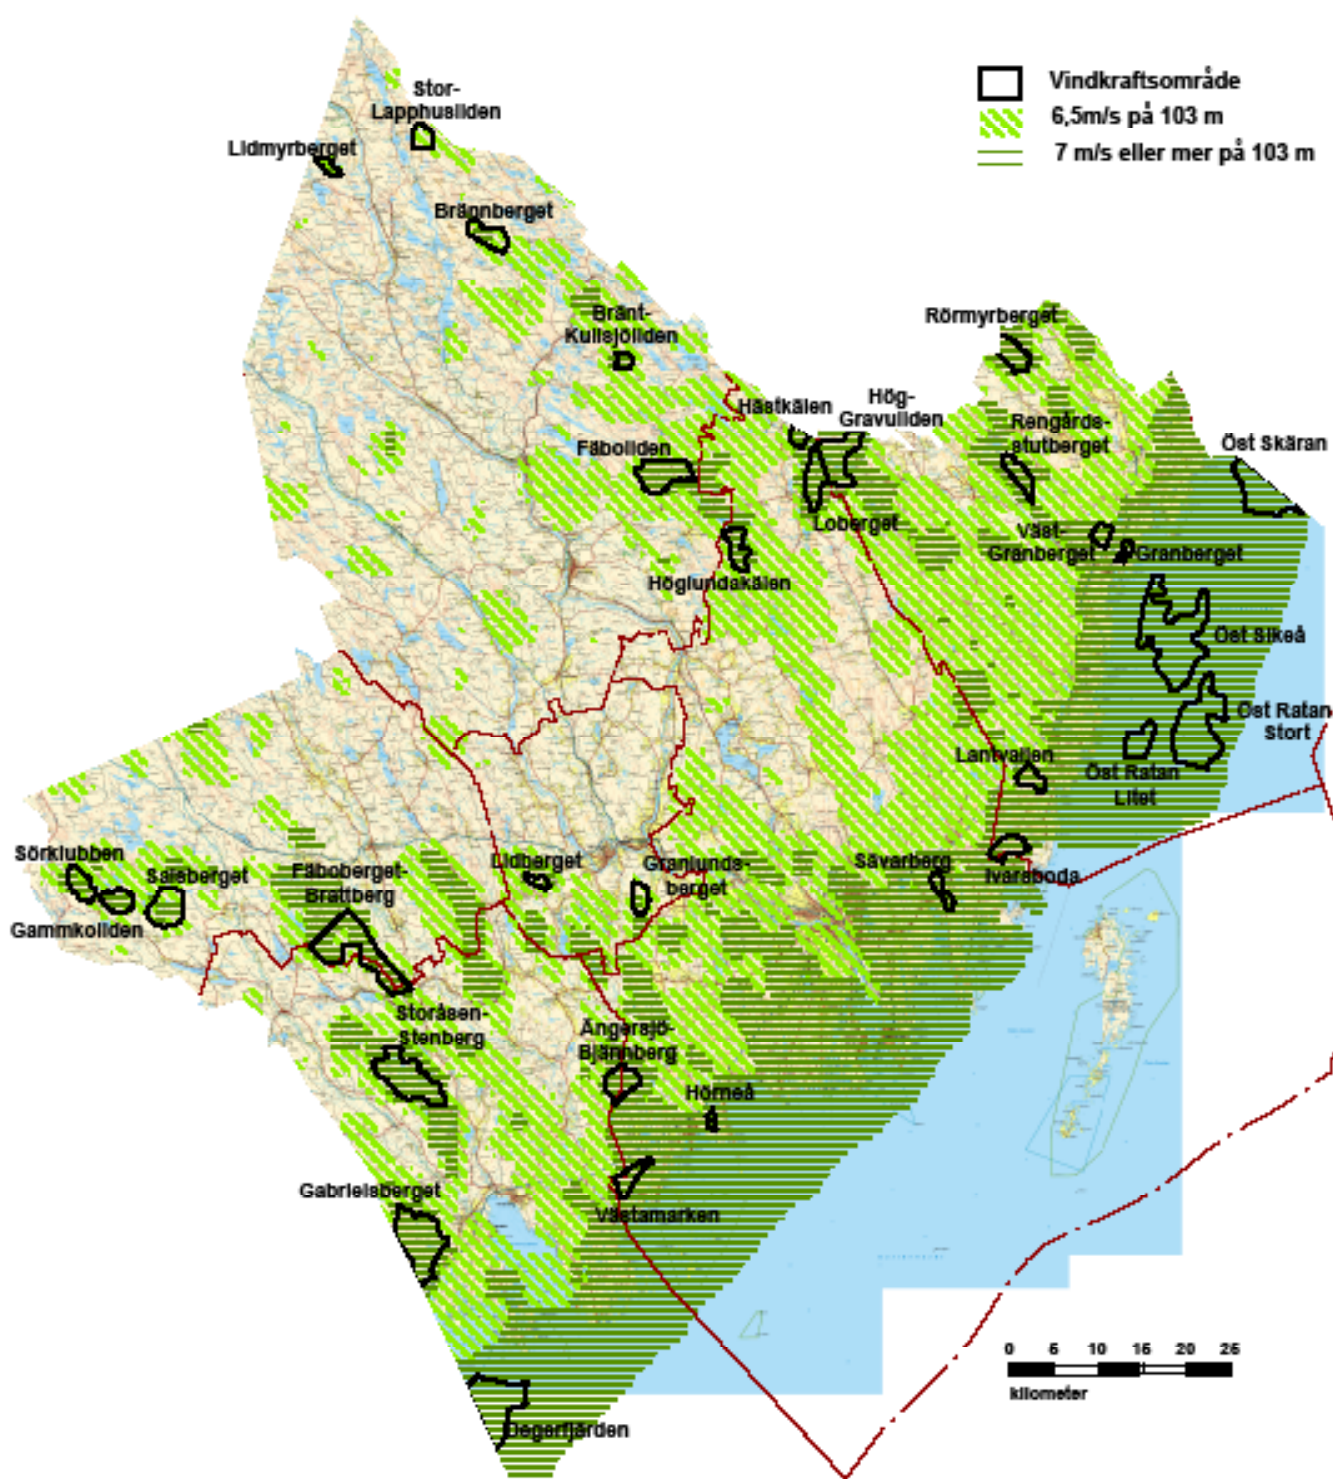 Vindkraftsområde
6,5m/s på 103 m
7 m/s eller mer på 103 m
Stor-
Lapphusliden
Lidmyrberget
Brännberget
Bränt-
Kullsjöliden
Rörmyrberget
Hästkälen
Hög-
Gravuliden
Rengårds-
stutberget
Öst Skäran
Fäboliden
Loberget
Väst-
Granberget
Granberget
Höglundakälen
Öst Sikeå
Öst Ratan
Stort
Lantvallen
Öst Ratan
Litet
Sörklubben
Salsberget
Gammkoliden
Fäboberget-
Brattberg
Lidberget
Granlunds-
berget
Sävarberg
Ivarsboda
Storåsen-
Stenberg
Ängersjö-
Bjännberg
Hörneå
Gabrielsberget
Västamarken
Degerfjärden
0 5 10 15 20 25
kilometer